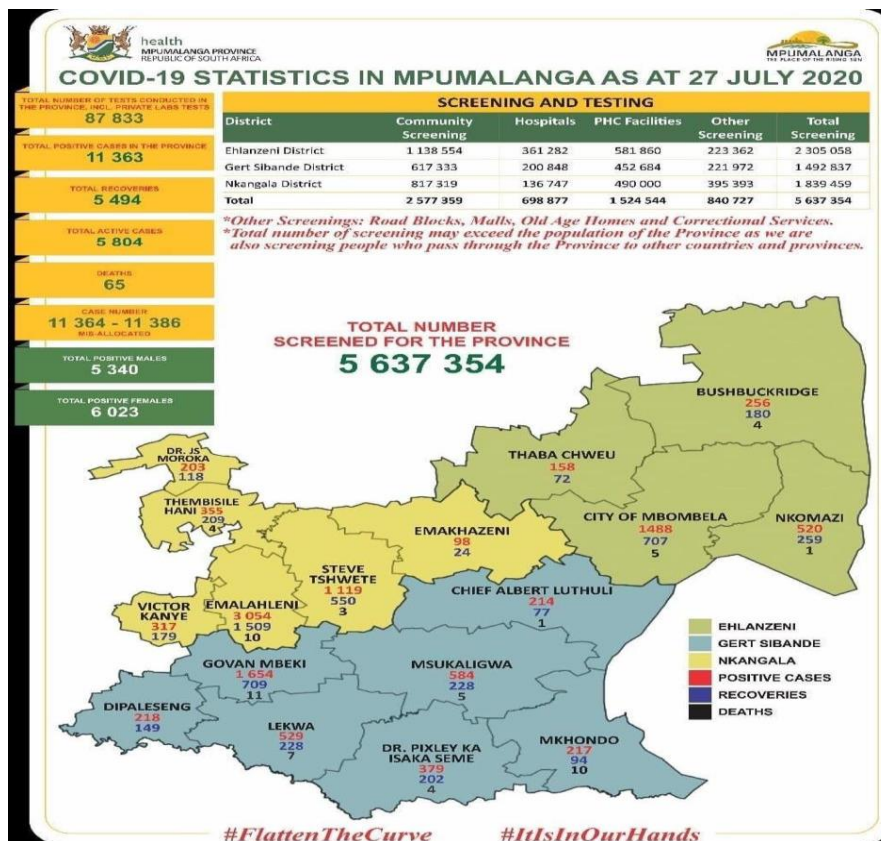 health
MPUMALANGA PROVINCE
REPUBLIC OF SOUTH AFRICA
MPUMALANGA
THE PLACE OF THE RISING SUN
COVID-19 STATISTICS IN MPUMALANGA AS AT 27 JULY 2020
TOTAL NUMBER OF TESTS CONDUCTED IN
THE PROVINCE, INCL. PRIVATE LABS TESTS
87 833
TOTAL POSITIVE CASES IN THE PROVINCE
11 363
TOTAL RECOVERIES
5 494
TOTAL ACTIVE CASES
5 804
DEATHS
65
CASE NUMBER
11 364 - 11 386
MIS-ALLOCATED
TOTAL POSITIVE MALES
5 340
TOTAL POSITIVE FEMALES
6 023
SCREENING AND TESTING
District Community Screening Hospitals PHC Facilities Other Screening Total Screening
Ehlanzeni District 1 138 554 361 282 581 860 223 362 2 305 058
Gert Sibande District 617 333 200 848 452 684 221 972 1 492 837
Nkangala District 817 319 136 747 490 000 395 393 1 839 459
Total 2 577 359 698 877 1 524 544 840 727 5 637 354
*Other Screenings: Road Blocks, Malls, Old Age Homes and Correctional Services.
*Total number of screening may exceed the population of the Province as we are
also screening people who pass through the Province to other countries and provinces.
TOTAL NUMBER
SCREENED FOR THE PROVINCE
5 637 354
BUSHBUCKRIDGE
256
180
4
THABA CHWEU
158
72
CITY OF MBOMBELA
1488
707
5
NKOMAZI
520
259
1
DR. JS
MOROKA
203
118
THEMBISILE
HANI 355
209
4
EMAKHAZENI
98
24
STEVE
TSHWETE
1 119
550
3
VICTOR
KANYE
317
179
EMALAHLENI
3 054
1 509
10
CHIEF ALBERT LUTHULI
214
77
1
GOVAN MBEKI
1 654
709
11
MSUKALIGWA
584
228
5
DIPALESENG
218
149
LEKWA
529
228
7
DR. PIXLEY KA
ISAKA SEME
379
202
4
MKHONDO
217
94
10
EHLANZENI
GERT SIBANDE
NKANGALA
POSITIVE CASES
RECOVERIES
DEATHS
#FlattenTheCurve #ItIsInOurHands